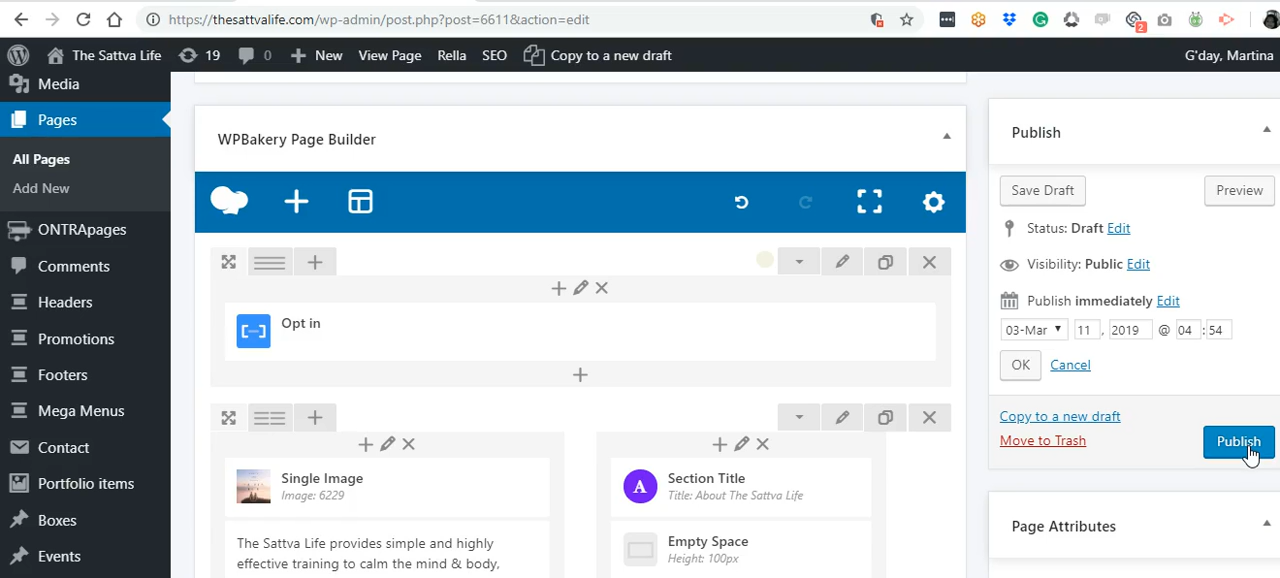 https://thesattvalife.com/wp-admin/post.php?post=6611&action=edit
2
The Sattva Life 19 0 New View Page Rella SEO Copy to a new draft G'day, Martina
Media
Pages
All Pages
Add New
ONTRApages
Comments
Headers
Promotions
Footers
Mega Menus
Contact
Portfolio items
Boxes
Events
WPBakery Page Builder
Opt in
Single Image
Image: 6229
The Sattva Life provides simple and highly
effective training to calm the mind & body,
A
Section Title
Title: About The Sattva Life
Empty Space
Height: 100px
Publish
Save Draft Preview
Status: Draft Edit
Visibility: Public Edit
Publish immediately Edit
03-Mar 11 , 2019 @ 04 : 54
OK Cancel
Copy to a new draft
Move to Trash
Publish
Page Attributes